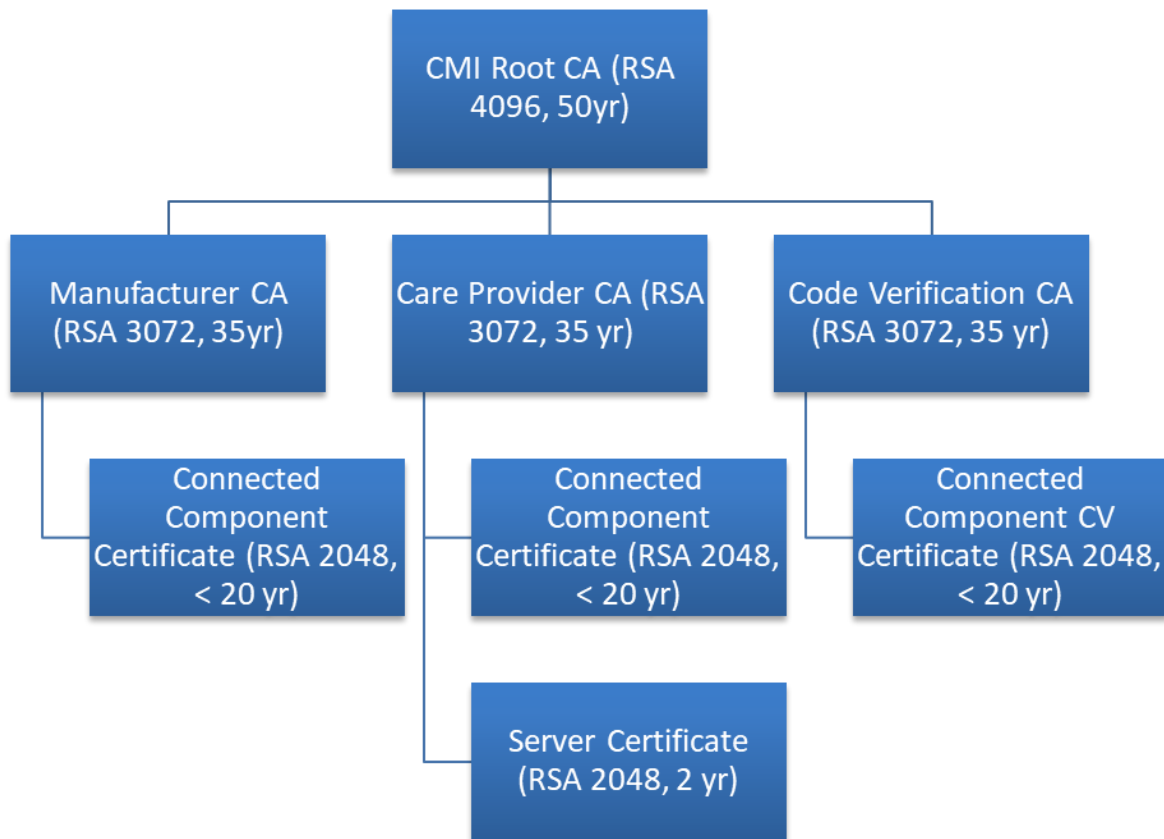 CMI Root CA (RSA
4096, 50yr)
Manufacturer CA
(RSA 3072, 35yr)
Care Provider CA (RSA
3072, 35 yr)
Code Verification CA
(RSA 3072, 35 yr)
Connected
Component
Certificate (RSA 2048,
< 20 yr)
Connected
Component
Certificate (RSA 2048,
< 20 yr)
Connected
Component CV
Certificate (RSA 2048,
< 20 yr)
Server Certificate
(RSA 2048, 2 yr)